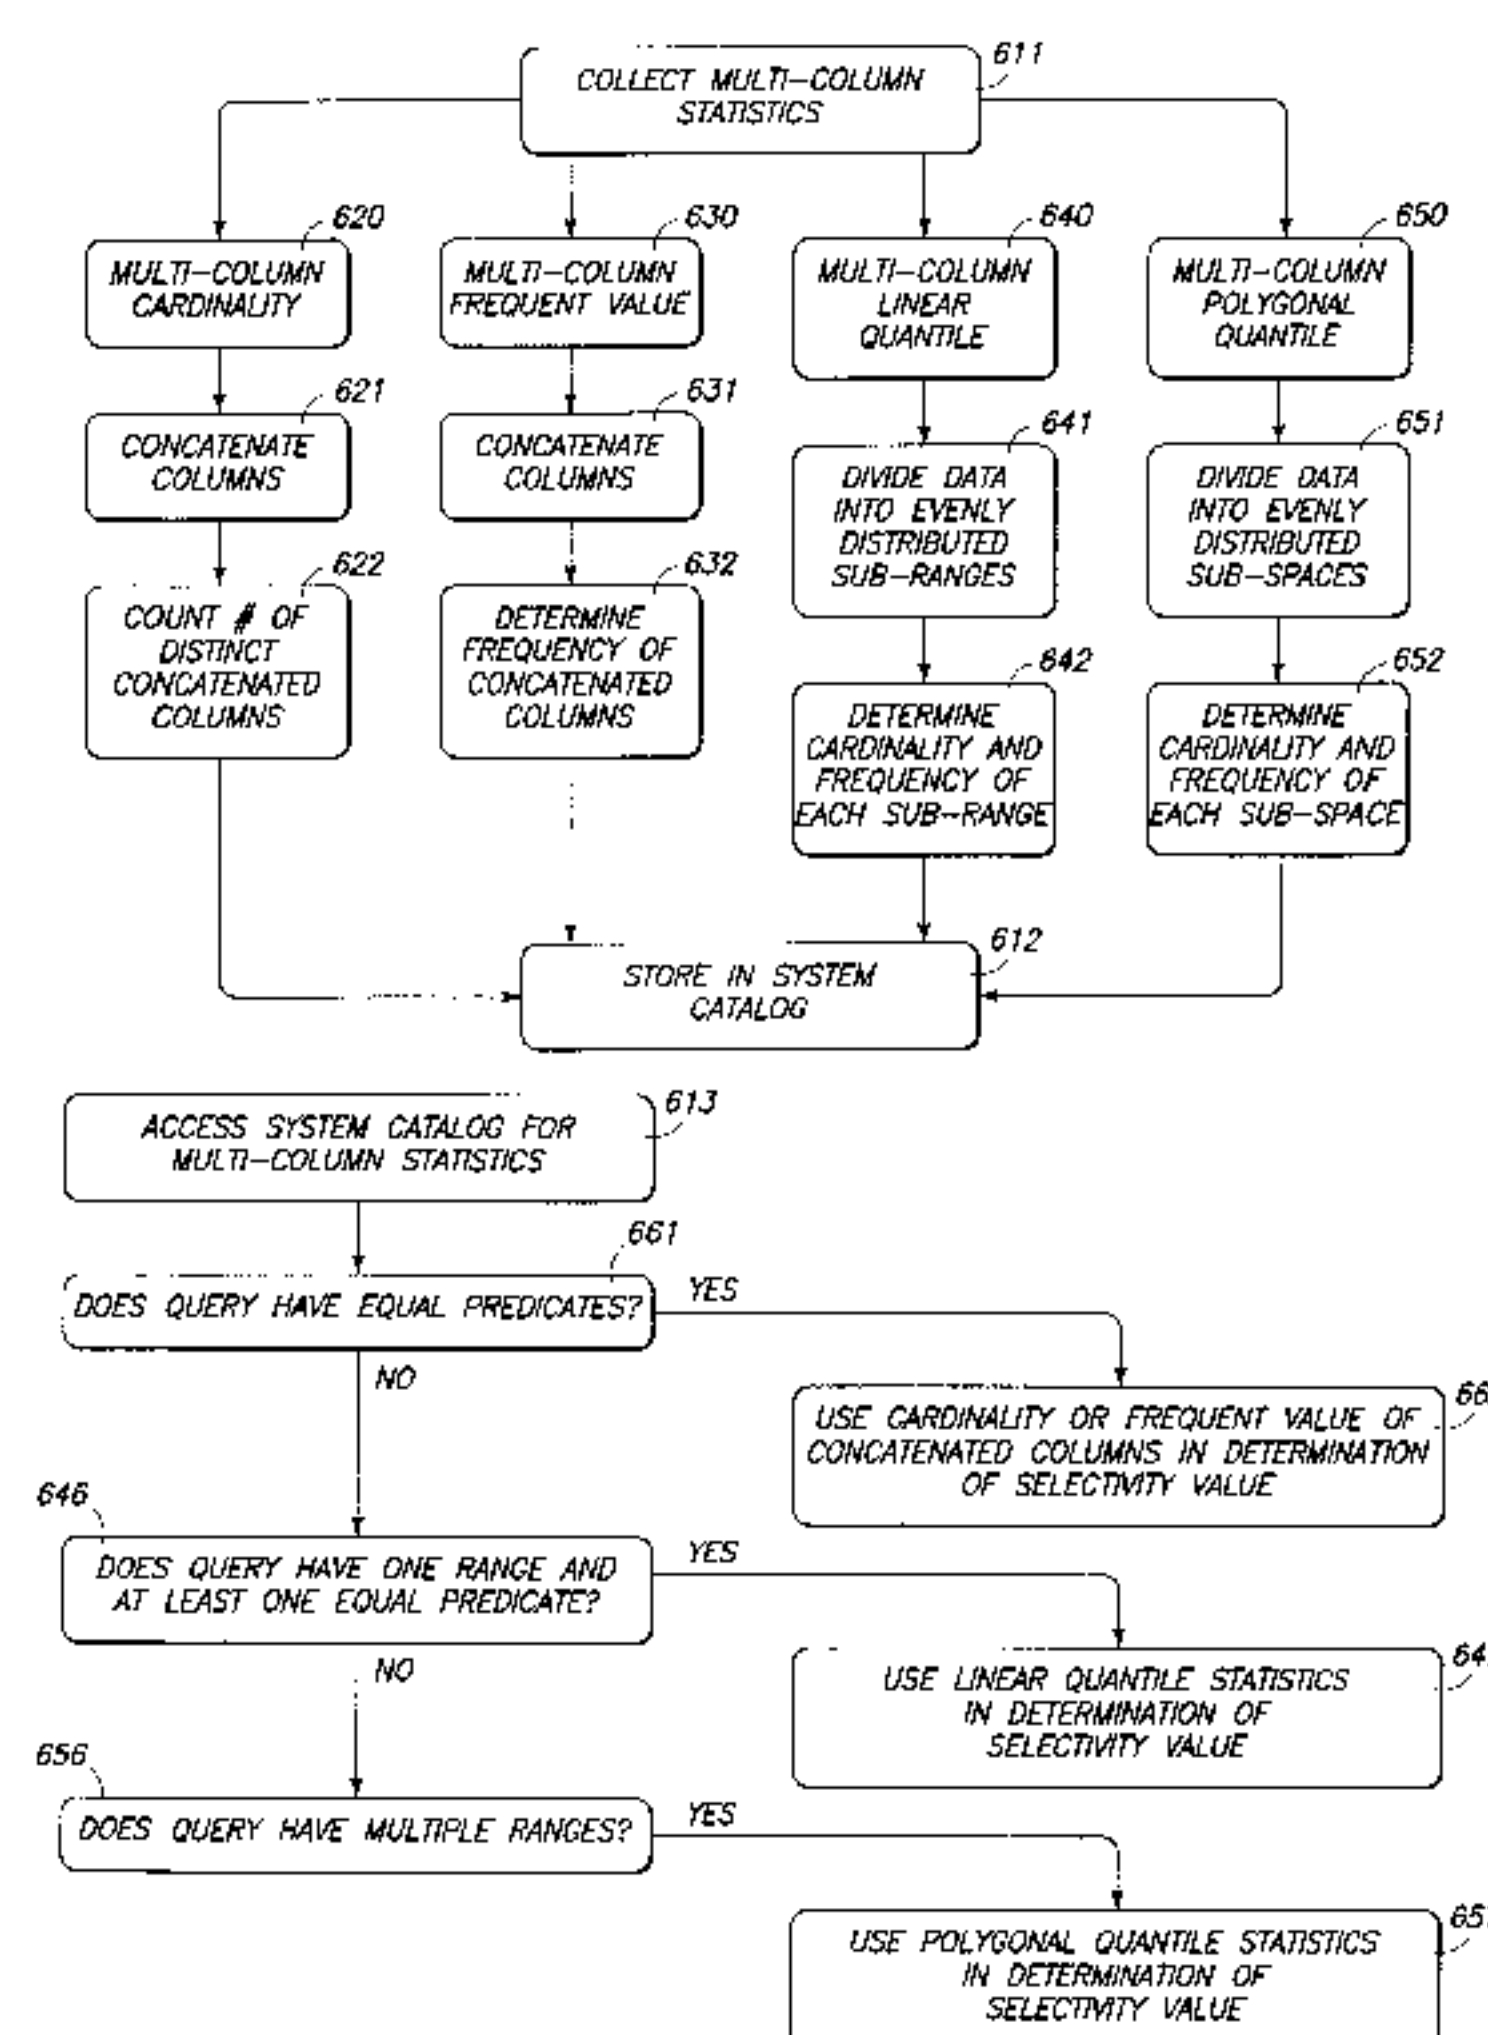 611
COLLECT MULTI-COLUMN
STATISTICS
620
MULTI-COLUMN
CARDINALITY
630
MULTI-COLUMN
FREQUENT VALUE
640
MULTI-COLUMN
LINEAR
QUANTILE
650
MULTI-COLUMN
POLYGONAL
QUANTILE
621
CONCATENATE
COLUMNS
631
CONCATENATE
COLUMNS
641
DIVIDE DATA
INTO EVENLY
DISTRIBUTED
SUB-RANGES
651
DIVIDE DATA
INTO EVENLY
DISTRIBUTED
SUB-SPACES
622
COUNT # OF
DISTINCT
CONCATENATED
COLUMNS
632
DETERMINE
FREQUENCY OF
CONCATENATED
COLUMNS
642
DETERMINE
CARDINALITY AND
FREQUENCY OF
EACH SUB-RANGE
652
DETERMINE
CARDINALITY AND
FREQUENCY OF
EACH SUB-SPACE
612
STORE IN SYSTEM
CATALOG
613
ACCESS SYSTEM CATALOG FOR
MULTI-COLUMN STATISTICS
661
DOES QUERY HAVE EQUAL PREDICATES?
YES
NO
USE CARDINALITY OR FREQUENT VALUE OF
CONCATENATED COLUMNS IN DETERMINATION
OF SELECTIVITY VALUE
646
DOES QUERY HAVE ONE RANGE AND
AT LEAST ONE EQUAL PREDICATE?
YES
NO
USE LINEAR QUANTILE STATISTICS
IN DETERMINATION OF
SELECTIVITY VALUE
656
DOES QUERY HAVE MULTIPLE RANGES?
YES
USE POLYGONAL QUANTILE STATISTICS
IN DETERMINATION OF
SELECTIVITY VALUE